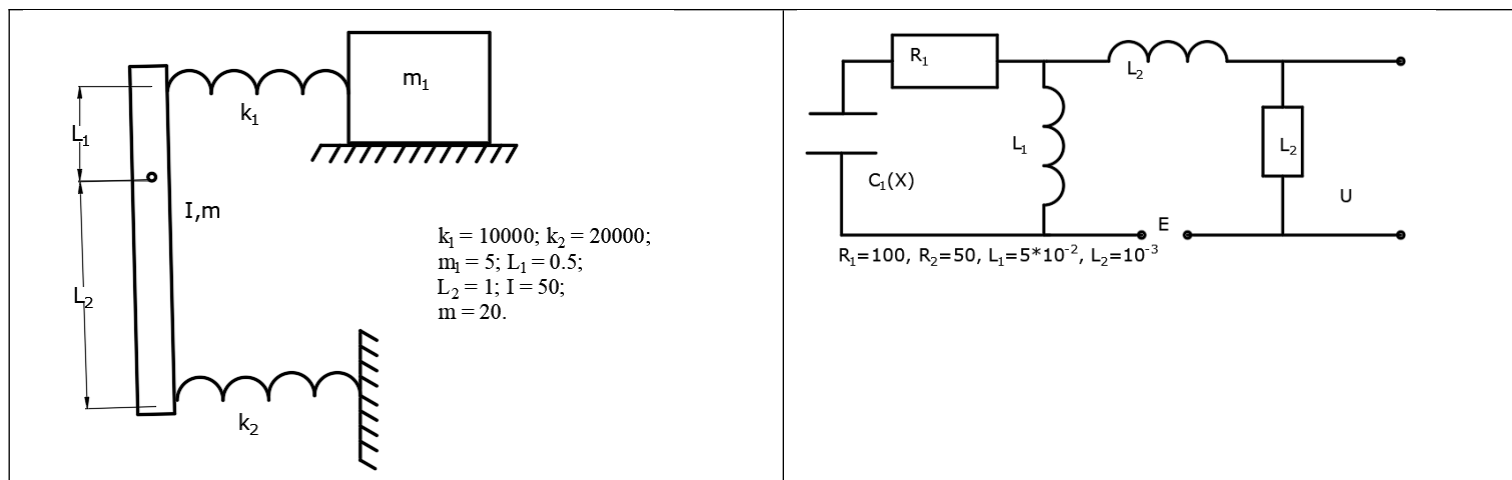 k₁
m₁
L₁
I,m
L₂
k₂
k₁ = 10000; k₂ = 20000;
m₁ = 5; L₁ = 0.5;
L₂ = 1; I = 50;
m = 20.
R₁
L₂
L₁
L₂
C₁(X)
U
E
R₁=100, R₂=50, L₁=5*10⁻², L₂=10⁻³